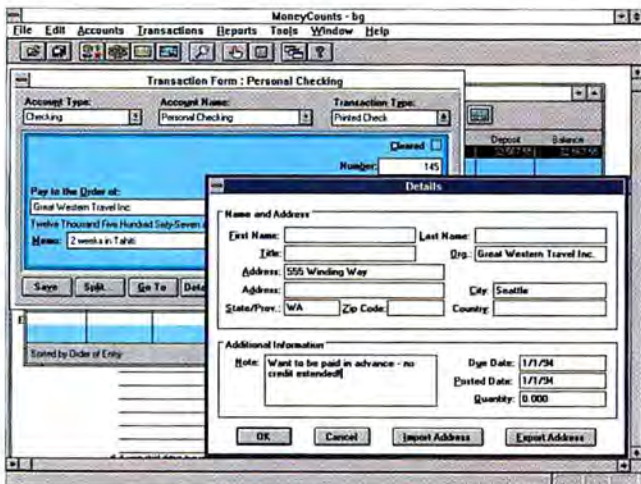 MoneyCounts - bg
File Edit Accounts Transactions Reports Tools Window Help
Transaction Form : Personal Checking
Account Type: Account Name: Transaction Type:
Checking Personal Checking Printed Check
Deposit Balance
Cleared
Number: 145
Pay to the Order of:
Great Western Travel Inc.
Twelve Thousand Five Hundred Sixty-Seven
Memo: 2 weeks in Tahiti
Save Split Go To
Sorted by Order of Entry
Details
Name and Address
First Name: Last Name:
Title: Org.: Great Western Travel Inc.
Address: 555 Winding Way
Address: City: Seattle
State/Prov.: WA Zip Code: Country:
Additional Information
Note: Want to be paid in advance - no
credit extended!
Due Date: 1/1/94
Posted Date: 1/1/94
Quantity: 0.000
OK Cancel Import Address Export Address